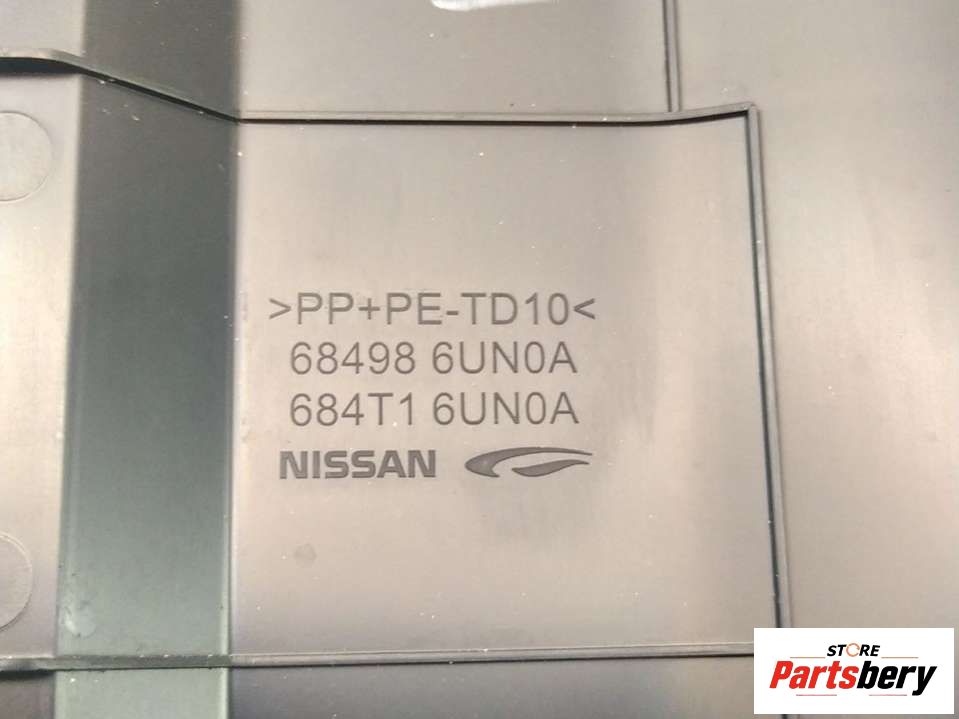 >PP+PE-TD10<
68498 6UN0A
684T1 6UN0A
NISSAN
STORE
Partsbery